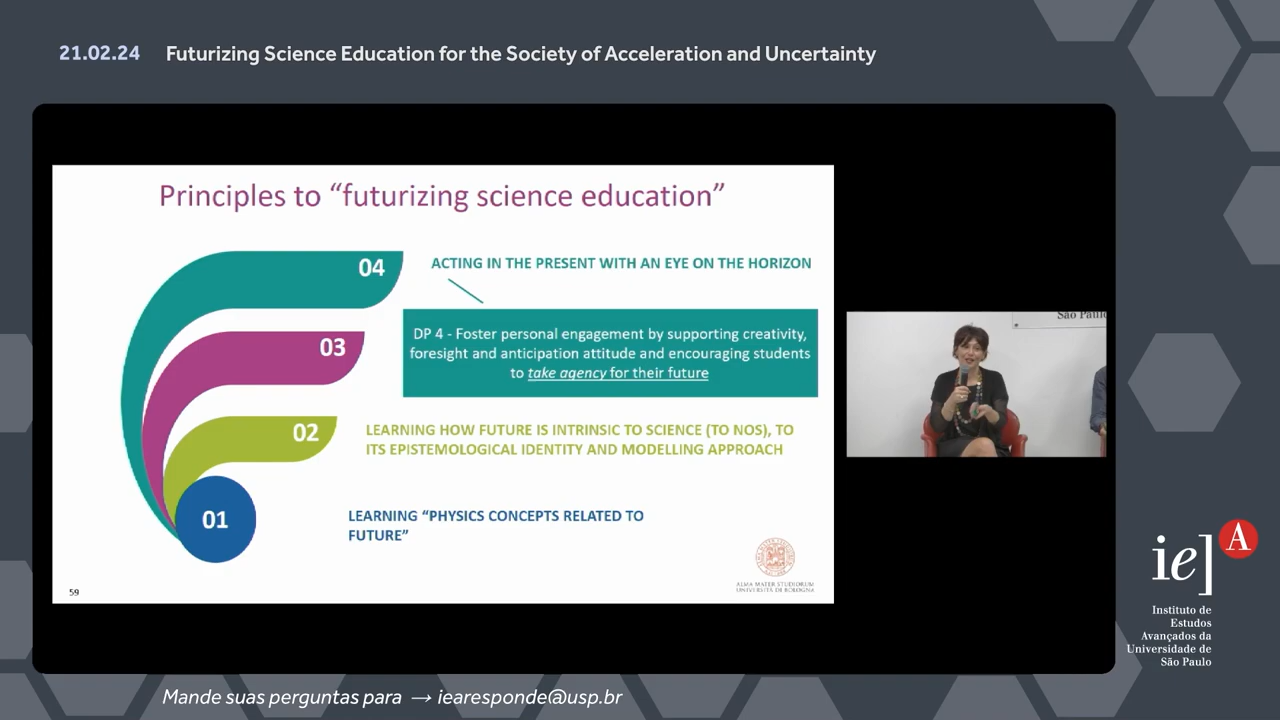 21.02.24 Futurizing Science Education for the Society of Acceleration and Uncertainty
Principles to “futurizing science education”
04
ACTING IN THE PRESENT WITH AN EYE ON THE HORIZON
DP 4 - Foster personal engagement by supporting creativity,
foresight and anticipation attitude and encouraging students
to take agency for their future
03
02
LEARNING HOW FUTURE IS INTRINSIC TO SCIENCE (TO NOS), TO
ITS EPISTEMOLOGICAL IDENTITY AND MODELLING APPROACH
01
LEARNING “PHYSICS CONCEPTS RELATED TO
FUTURE”
ALMA MATER STUDIORUM
UNIVERSITÀ DI BOLOGNA
59
São Paulo
ie] A
Instituto de
Estudos
Avançados da
Universidade de
São Paulo
Mande suas perguntas para → iearesponde@usp.br